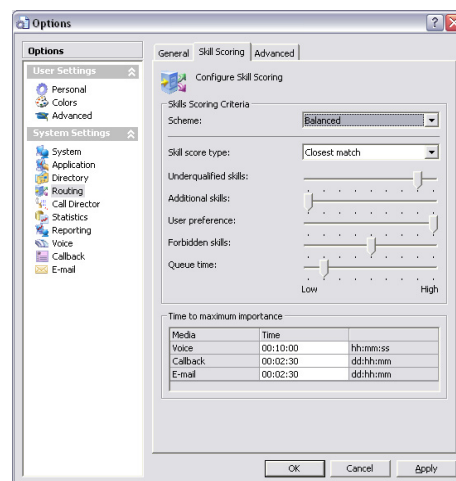 Options
Options
User Settings
Personal
Colors
Advanced
System Settings
System
Application
Directory
Routing
Call Director
Statistics
Reporting
Voice
Callback
E-mail
General Skill Scoring Advanced
Configure Skill Scoring
Skills Scoring Criteria
Scheme: Balanced
Skill score type: Closest match
Underqualified skills:
Additional skills:
User preference:
Forbidden skills:
Queue time:
Low High
Time to maximum importance
Media Time
Voice 00:10:00 hh:mm:ss
Callback 00:02:30 dd:hh:mm
E-mail 00:02:30 dd:hh:mm
OK Cancel Apply